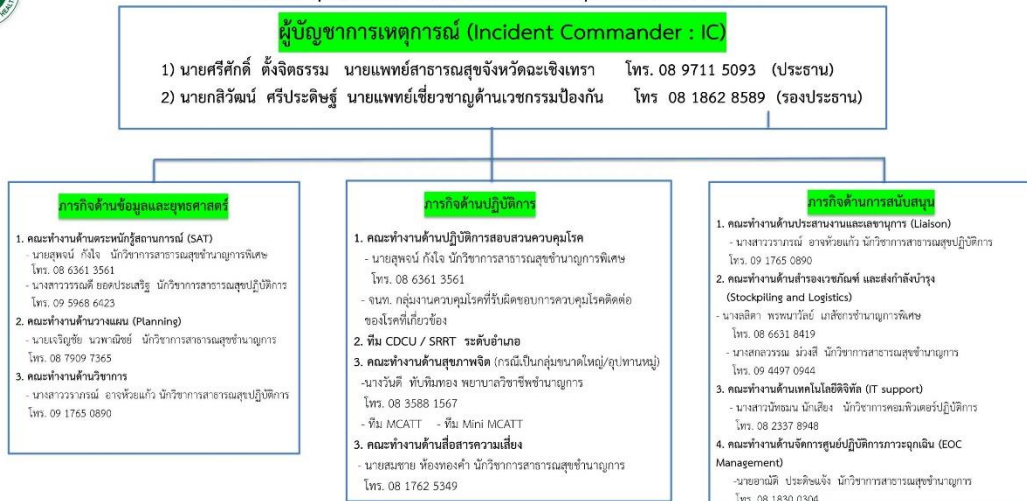 HEALT
ผู้บัญชาการเหตุการณ์ (Incident Commander : IC)
1) นายศรีศักดิ์ ตั้งจิตธรรม นายแพทย์สาธารณสุขจังหวัดฉะเชิงเทรา โทร. 08 9711 5093 (ประธาน)
2) นายกสิวัฒน์ ศรีประดิษฐ์ นายแพทย์เชี่ยวชาญด้านเวชกรรมป้องกัน โทร 08 1862 8589 (รองประธาน)
ภารกิจด้านข้อมูลและยุทธศาสตร์
1. คณะทำงานด้านตระหนักรู้สถานการณ์ (SAT)
- นายสุพจน์ กังใจ นักวิชาการสาธารณสุขชำนาญการพิเศษ
โทร. 08 6361 3561
- นางสาววรรณดี ยอดประเสริฐ นักวิชาการสาธารณสุขปฏิบัติการ
โทร. 09 5968 6423
2. คณะทำงานด้านวางแผน (Planning)
- นายเจริญชัย นวพาณิชย์ นักวิชาการสาธารณสุขชำนาญการ
โทร. 08 7909 7365
3. คณะทำงานด้านวิชาการ
- นางสาววราภรณ์ อาจห้วยแก้ว นักวิชาการสาธารณสุขปฏิบัติการ
โทร. 09 1765 0890
ภารกิจด้านปฏิบัติการ
1. คณะทำงานด้านปฏิบัติการสอบสวนควบคุมโรค
- นายสุพจน์ กังใจ นักวิชาการสาธารณสุขชำนาญการพิเศษ
โทร. 08 6361 3561
- จนท. กลุ่มงานควบคุมโรคที่รับผิดชอบการควบคุมโรคติดต่อ
ของโรคที่เกี่ยวข้อง
2. ทีม CDCU / SRRT ระดับอำเภอ
3. คณะทำงานด้านสุขภาพจิต (กรณีเป็นกลุ่มขนาดใหญ่/อุปทานหมู่)
-นางวันดี ทับทิมทอง พยาบาลวิชาชีพชำนาญการ
โทร. 08 3588 1567
- ทีม MCATT - ทีม Mini MCATT
3. คณะทำงานด้านสื่อสารความเสี่ยง
- นายสมชาย ห้องทองคำ นักวิชาการสาธารณสุขชำนาญการ
โทร. 08 1762 5349
ภารกิจด้านการสนับสนุน
1. คณะทำงานด้านประสานงานและเลขานุการ (Liaison)
- นางสาววราภรณ์ อาจห้วยแก้ว นักวิชาการสาธารณสุขปฏิบัติการ
โทร. 09 1765 0890
2. คณะทำงานด้านสำรองเวชภัณฑ์ และส่งกำลังบำรุง
(Stockpiling and Logistics)
- นางลลิตา พรพนาวัลย์ เภสัชกรชำนาญการพิเศษ
โทร. 08 6631 8419
- นางสกลวรรณ ม่วงสี นักวิชาการสาธารณสุขชำนาญการ
โทร. 09 4497 0944
3. คณะทำงานด้านเทคโนโลยีดิจิทัล (IT support)
- นางสาวนัทธมน นักเสียง นักวิชาการคอมพิวเตอร์ปฏิบัติการ
โทร. 08 2337 8948
4. คณะทำงานด้านจัดการศูนย์ปฏิบัติการภาวะฉุกเฉิน (EOC
Management)
-นายอาณัติ ประดิษแจ้ง นักวิชาการสาธารณสุขชำนาญการ
โทร. 08 1830 0304